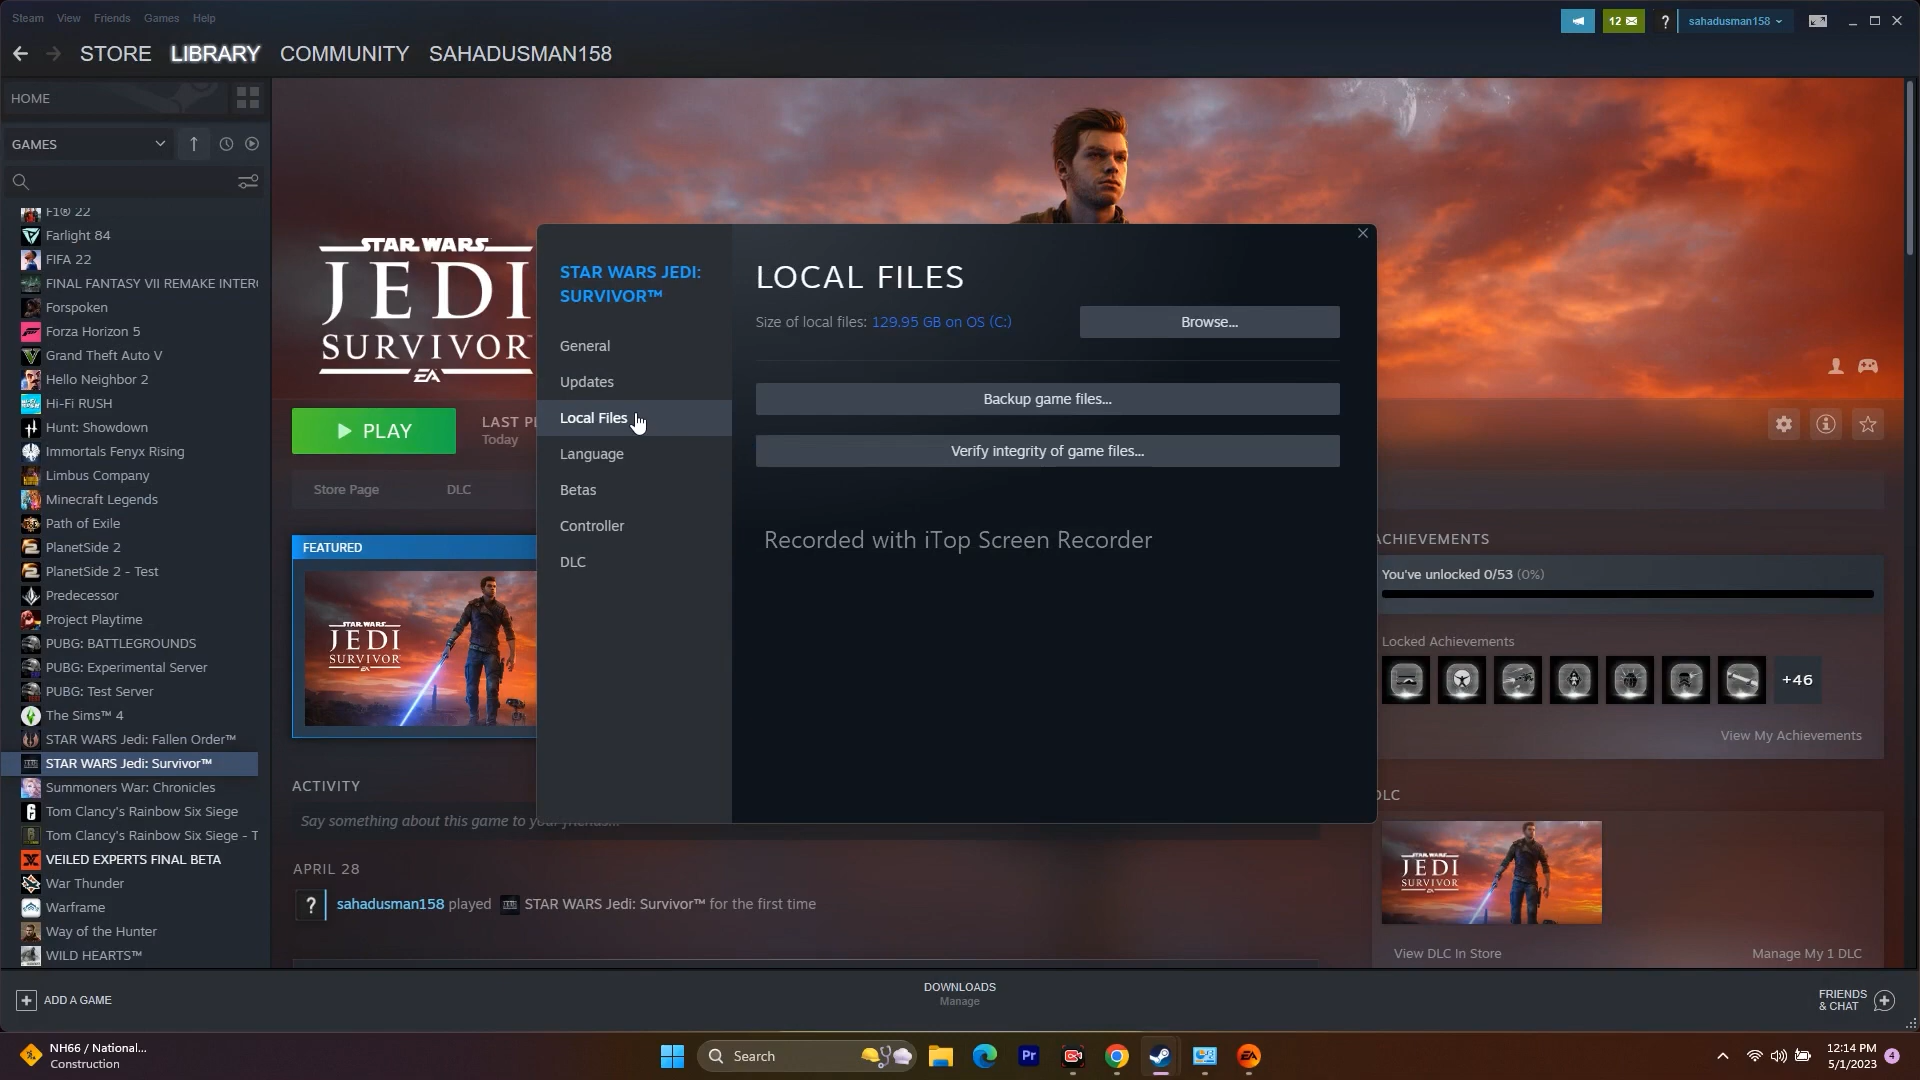 Steam View Friends Games Help
12
?
sahadusman158
STORE LIBRARY COMMUNITY SAHADUSMAN158
HOME
GAMES
F1® 22
Farlight 84
FIFA 22
FINAL FANTASY VII REMAKE INTER
Forspoken
Forza Horizon 5
Grand Theft Auto V
Hello Neighbor 2
Hi-Fi RUSH
Hunt: Showdown
Immortals Fenyx Rising
Limbus Company
Minecraft Legends
Path of Exile
PlanetSide 2
PlanetSide 2 - Test
Predecessor
Project Playtime
PUBG: BATTLEGROUNDS
PUBG: Experimental Server
PUBG: Test Server
The Sims™ 4
STAR WARS Jedi: Fallen Order™
STAR WARS Jedi: Survivor™
Summoners War: Chronicles
Tom Clancy's Rainbow Six Siege
Tom Clancy's Rainbow Six Siege - T
VEILED EXPERTS FINAL BETA
War Thunder
Warframe
Way of the Hunter
WILD HEARTS™
STAR WARS
JEDI
SURVIVOR
EA
PLAY
LAST PL
Today
Store Page
DLC
FEATURED
STAR WARS
JEDI
SURVIVOR
ACTIVITY
Say something about this game to your friends...
APRIL 28
? sahadusman158 played STAR WARS Jedi: Survivor™ for the first time
STAR WARS JEDI:
SURVIVOR™
General
Updates
Local Files
Language
Betas
Controller
DLC
LOCAL FILES
Size of local files: 129.95 GB on OS (C:)
Browse...
Backup game files...
Verify integrity of game files...
Recorded with iTop Screen Recorder
ACHIEVEMENTS
You've unlocked 0/53 (0%)
Locked Achievements
+46
View My Achievements
DLC
STAR WARS
JEDI
SURVIVOR
View DLC In Store
Manage My 1 DLC
ADD A GAME
DOWNLOADS
Manage
FRIENDS
& CHAT
NH66 / National...
Construction
Search
Pr
EA
12:14 PM
5/1/2023
4